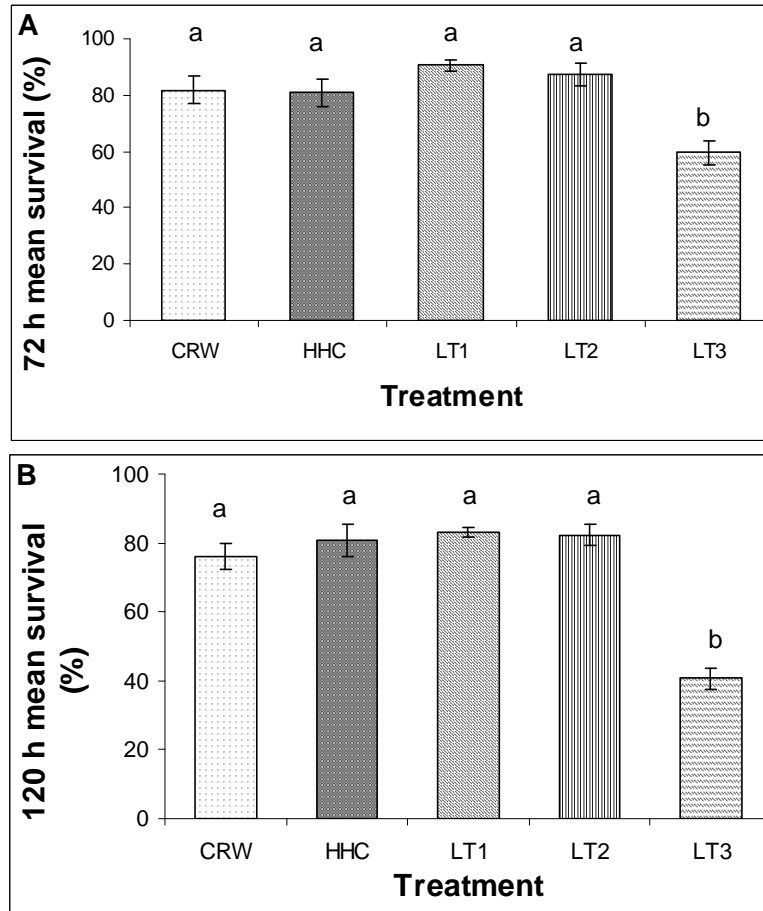 A
72 h mean survival (%)
100
80
60
40
20
0
a a a a b
CRW HHC LT1 LT2 LT3
Treatment
B
120 h mean survival
(%)
100
80
60
40
20
0
a a a a b
CRW HHC LT1 LT2 LT3
Treatment